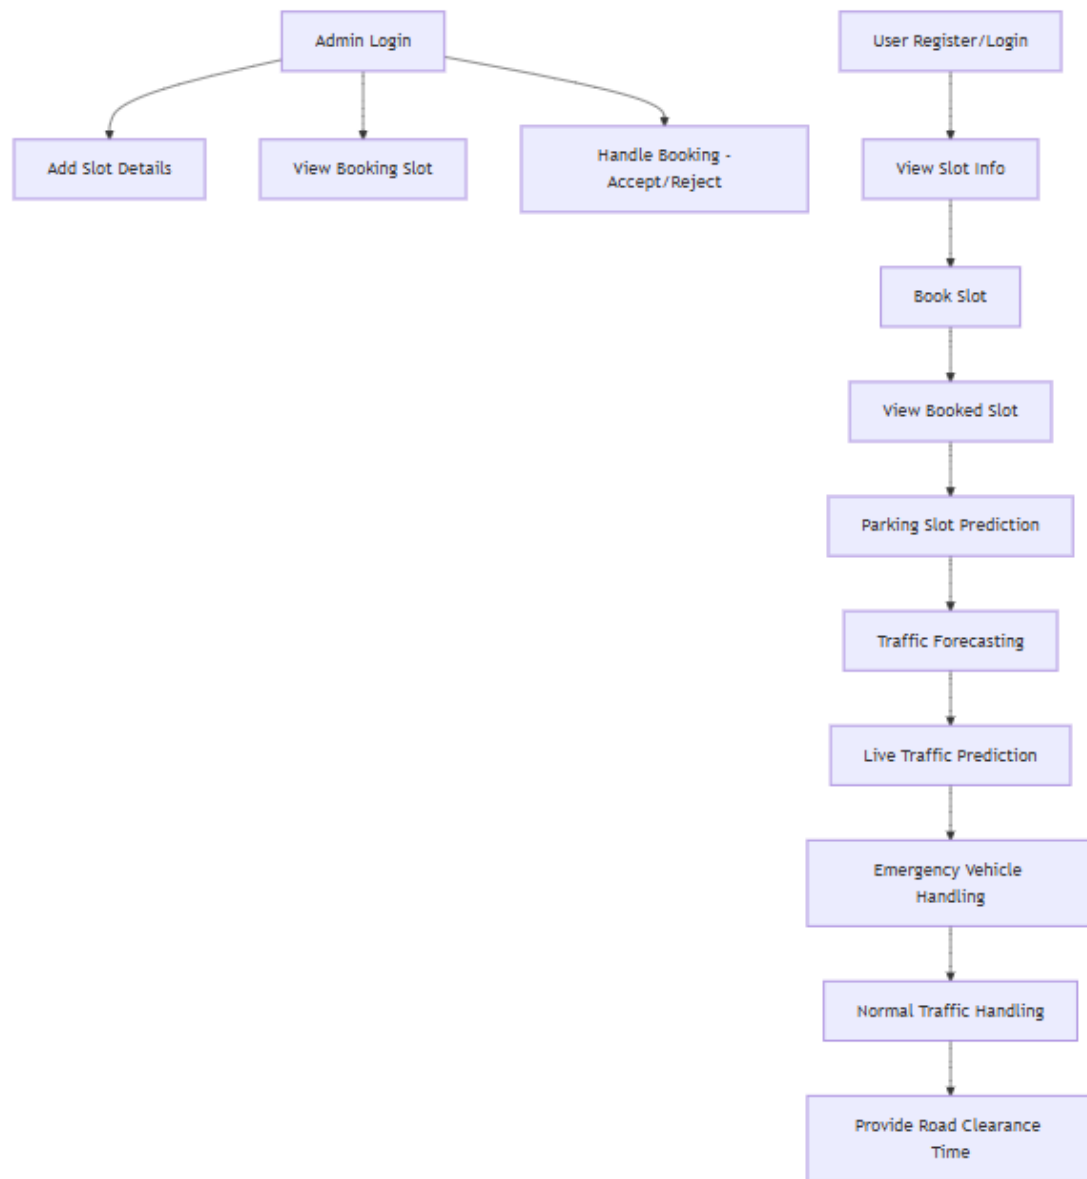 Admin Login
User Register/Login
Add Slot Details
View Booking Slot
Handle Booking -
Accept/Reject
View Slot Info
Book Slot
View Booked Slot
Parking Slot Prediction
Traffic Forecasting
Live Traffic Prediction
Emergency Vehicle
Handling
Normal Traffic Handling
Provide Road Clearance
Time